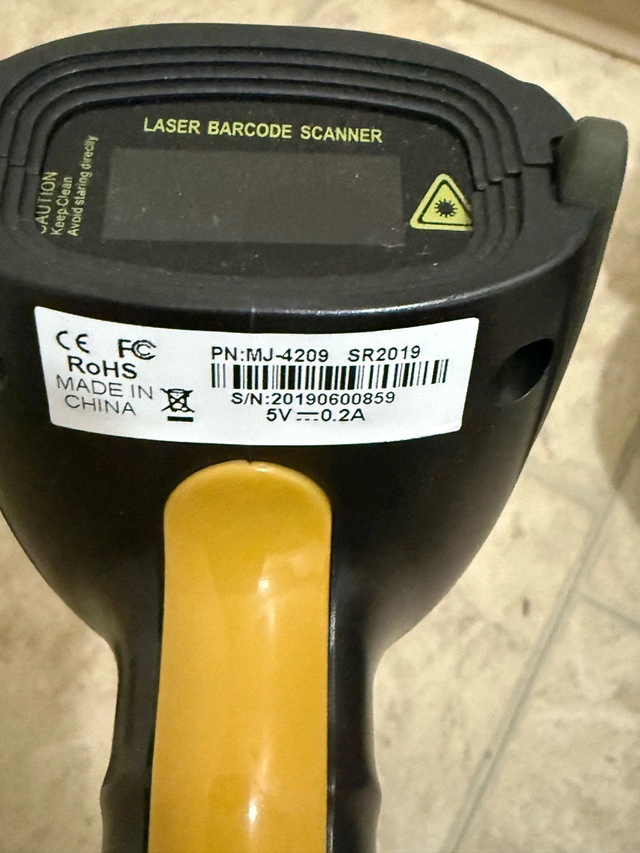 LASER BARCODE SCANNER
CAUTION
Keep Clean
Avoid staring directly
CE FC
RoHS
MADE IN
CHINA
PN:MJ-4209 SR2019
S/N:20190600859
5V⎓0.2A